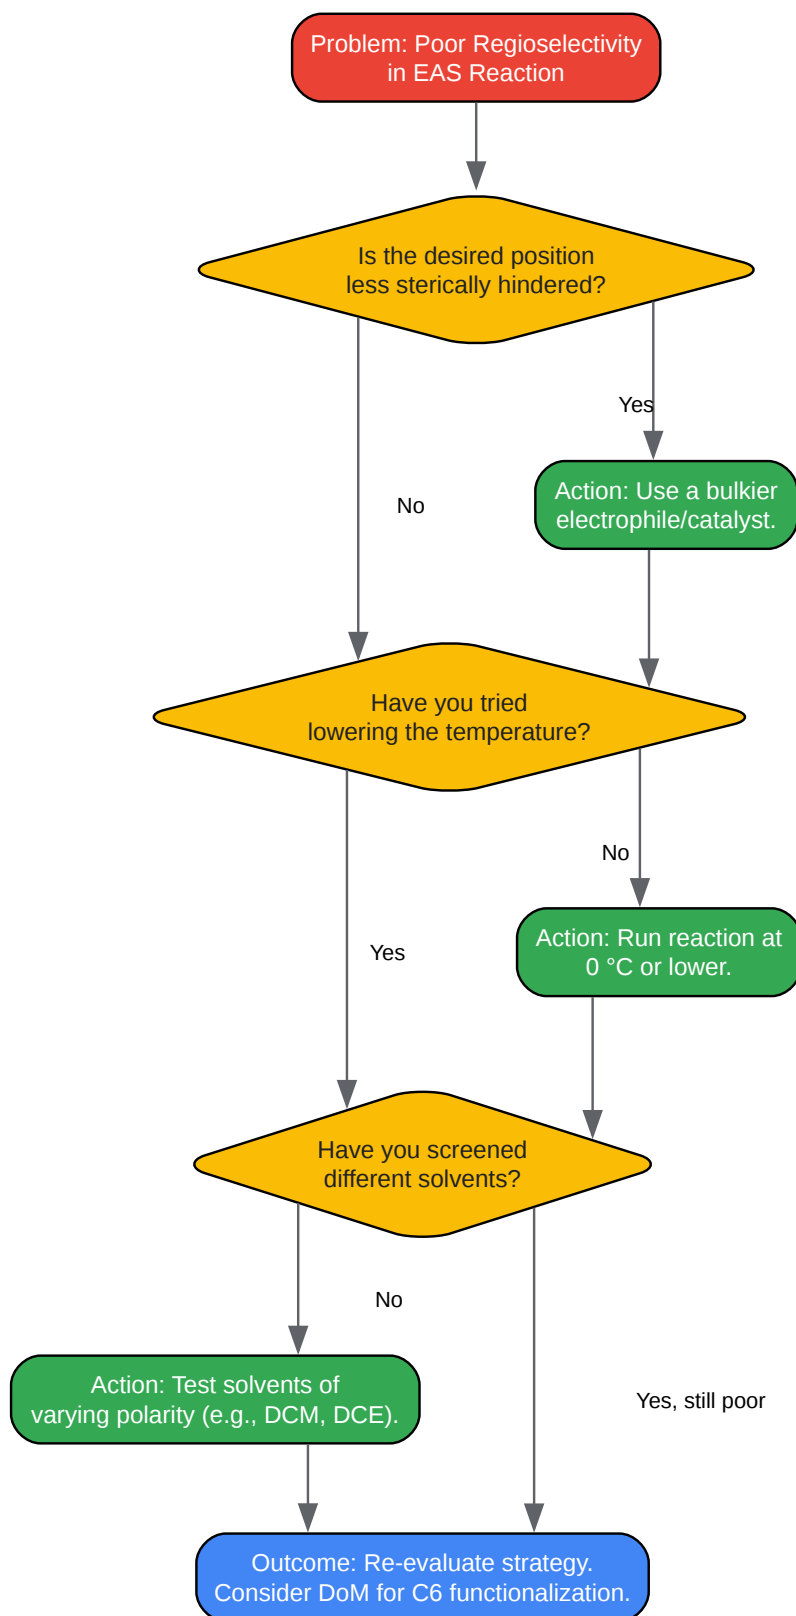 Problem: Poor Regioselectivity
in EAS Reaction
Is the desired position
less sterically hindered?
Yes
Action: Use a bulkier
electrophile/catalyst.
No
Have you tried
lowering the temperature?
No
Action: Run reaction at
0 °C or lower.
Yes
Have you screened
different solvents?
No
Action: Test solvents of
varying polarity (e.g., DCM, DCE).
Yes, still poor
Outcome: Re-evaluate strategy.
Consider DoM for C6 functionalization.